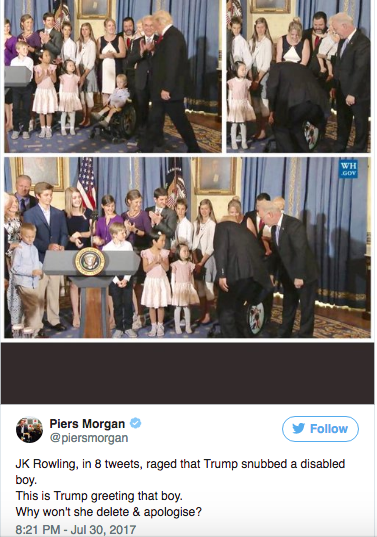 WH
.GOV
Piers Morgan
@piersmorgan
Follow
JK Rowling, in 8 tweets, raged that Trump snubbed a disabled
boy.
This is Trump greeting that boy.
Why won't she delete & apologise?
8:21 PM - Jul 30, 2017